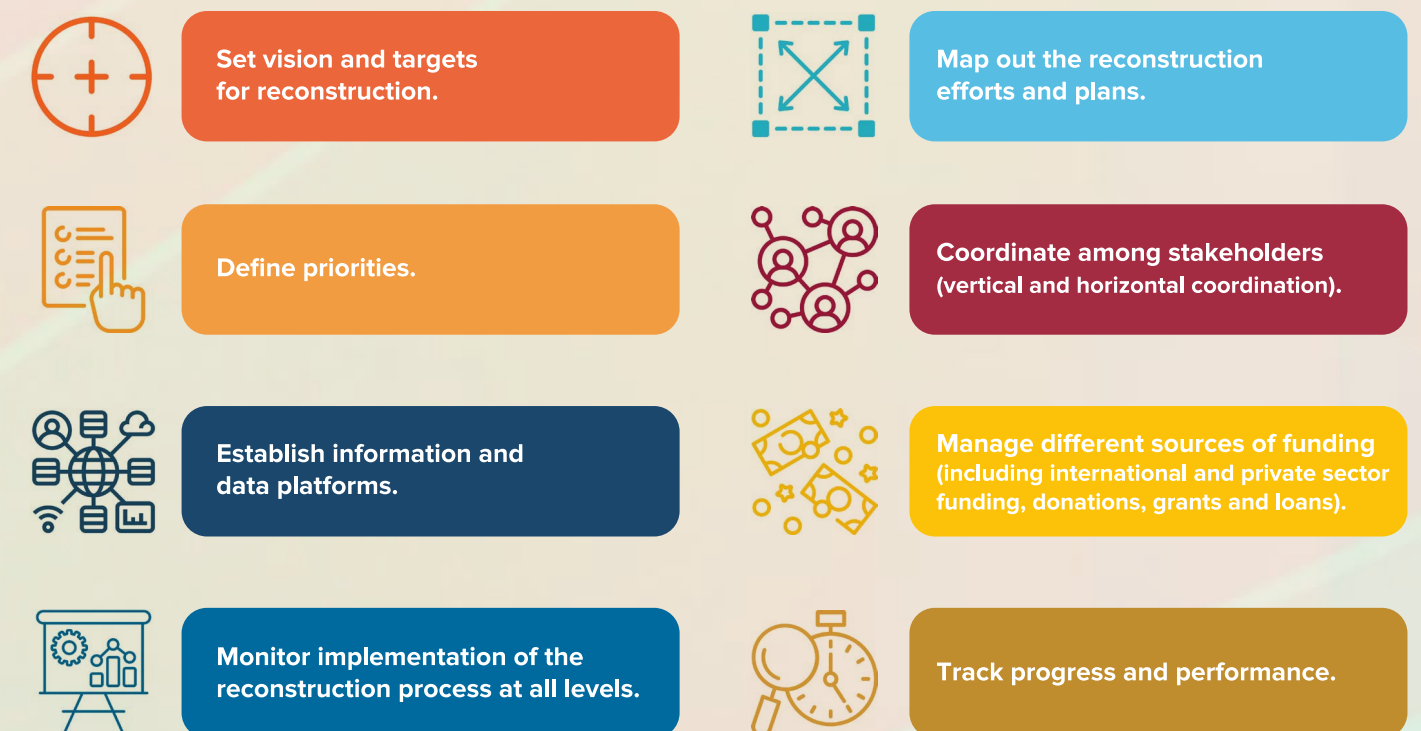 Set vision and targets
for reconstruction.
Map out the reconstruction
efforts and plans.
Define priorities.
Coordinate among stakeholders
(vertical and horizontal coordination).
Establish information and
data platforms.
Manage different sources of funding
(including international and private sector
funding, donations, grants and loans).
Monitor implementation of the
reconstruction process at all levels.
Track progress and performance.